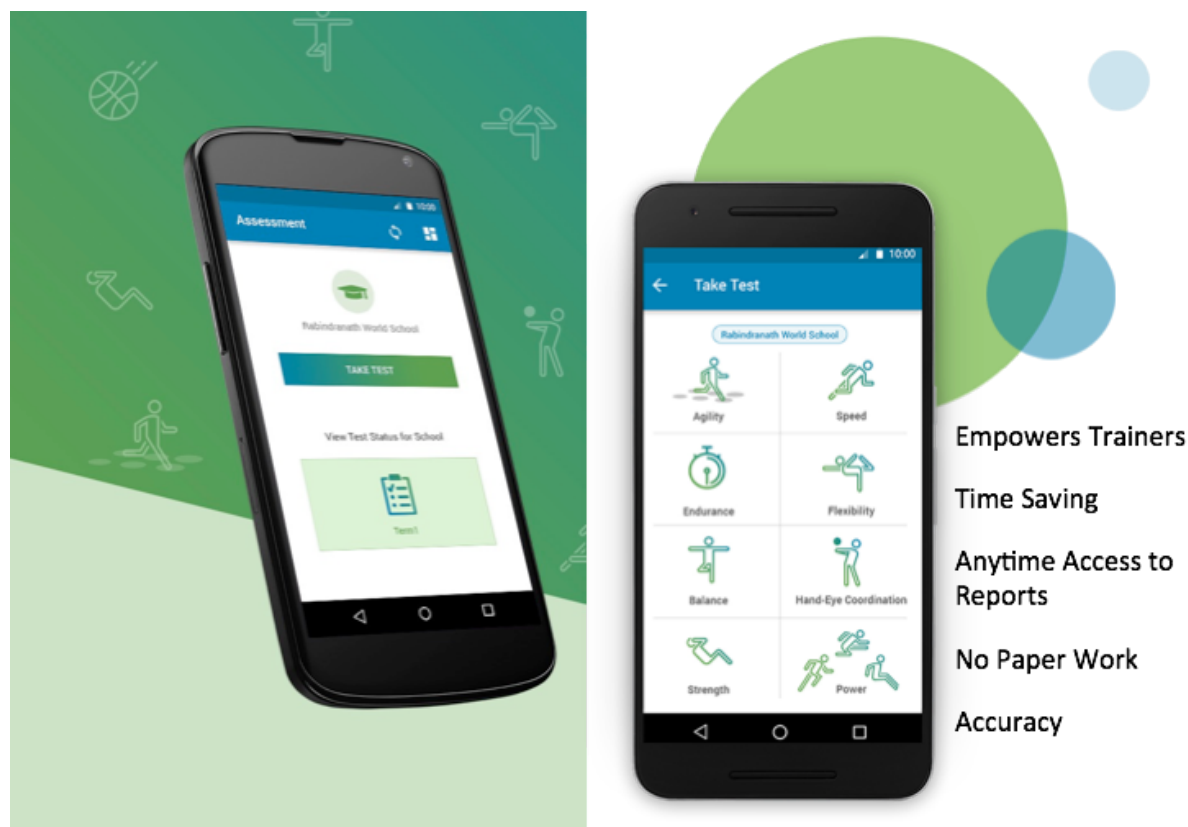 10:00
Assessment
Rabindranath World School
TAKE TEST
View Test Status for School
Term1
10:00
Take Test
Rabindranath World School
Agility
Speed
Endurance
Flexibility
Balance
Hand-Eye Coordination
Strength
Power
Empowers Trainers
Time Saving
Anytime Access to
Reports
No Paper Work
Accuracy